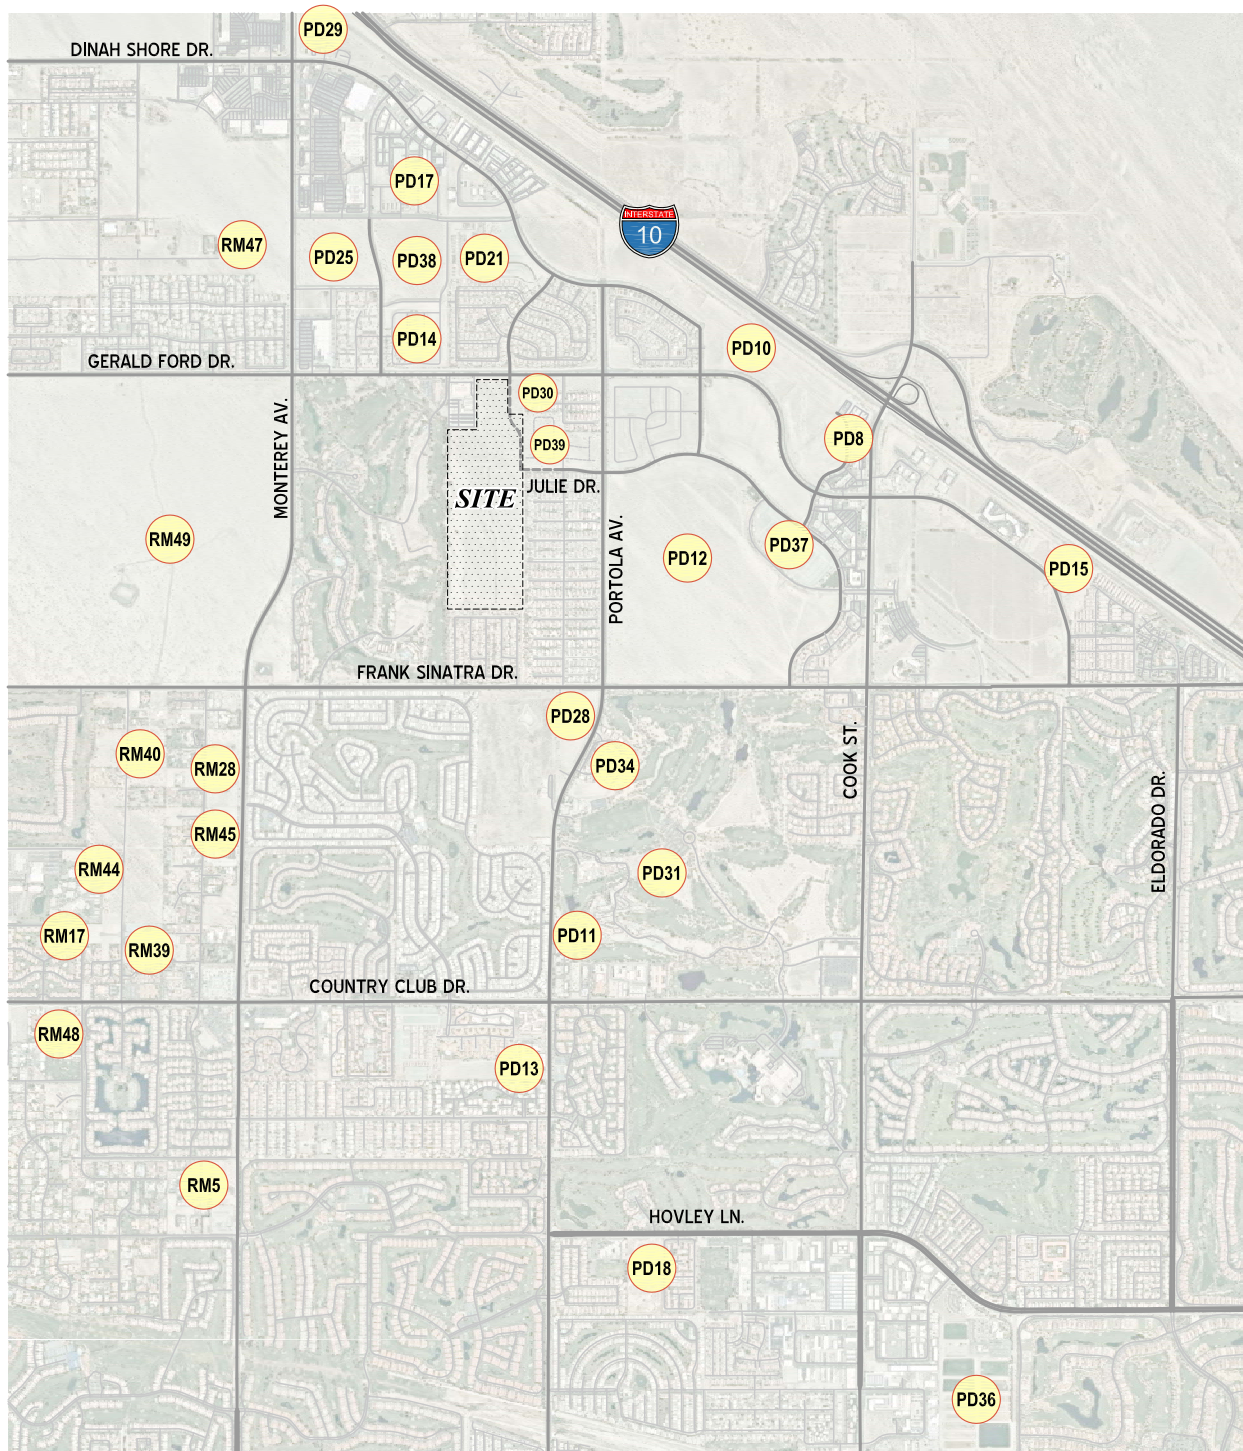 PD29
DINAH SHORE DR.
PD17
INTERSTATE
10
RM47
PD25
PD38
PD21
PD14
PD10
GERALD FORD DR.
PD30
MONTEREY AV.
PD8
PD39
JULIE DR.
SITE
RM49
PORTOLA AV.
PD12
PD37
PD15
FRANK SINATRA DR.
PD28
RM40
RM28
PD34
COOK ST.
RM45
ELDORADO DR.
RM44
PD31
RM17
RM39
PD11
COUNTRY CLUB DR.
RM48
PD13
RM5
HOVLEY LN.
PD18
PD36